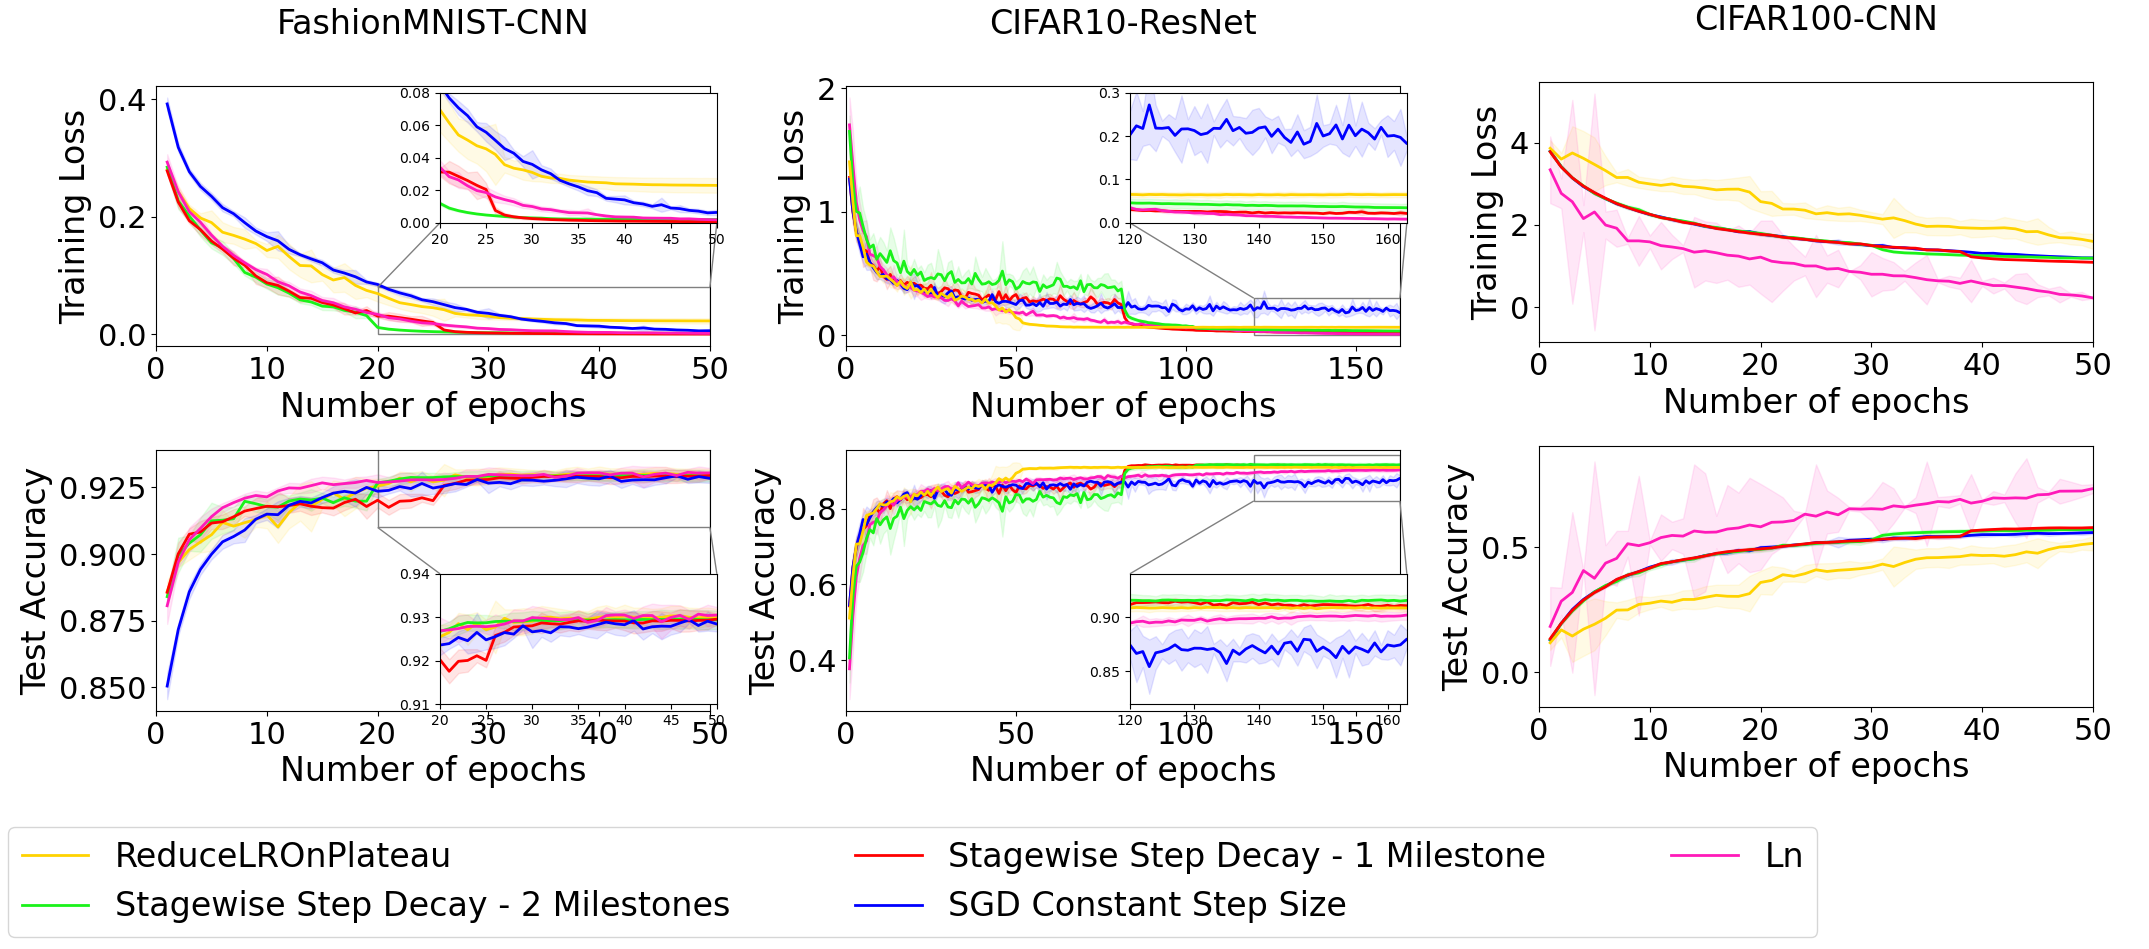 FashionMNIST-CNN
CIFAR10-ResNet
CIFAR100-CNN
Training Loss
0.4
0.2
0.0
0 10 20 30 40 50
Number of epochs
0.08
0.06
0.04
0.02
0.00
20 25 30 35 40 45 50
Training Loss
2
1
0
0 50 100 150
Number of epochs
0.3
0.2
0.1
0.0
120 130 140 150 160
Training Loss
4
2
0
0 10 20 30 40 50
Number of epochs
Test Accuracy
0.925
0.900
0.875
0.850
0 10 20 30 40 50
Number of epochs
0.94
0.93
0.92
0.91
20 25 30 35 40 45 50
Test Accuracy
0.8
0.6
0.4
0 50 100 150
Number of epochs
0.90
0.85
120 130 140 150 160
Test Accuracy
0.5
0.0
0 10 20 30 40 50
Number of epochs
ReduceLROnPlateau
Stagewise Step Decay - 2 Milestones
Stagewise Step Decay - 1 Milestone
SGD Constant Step Size
Ln